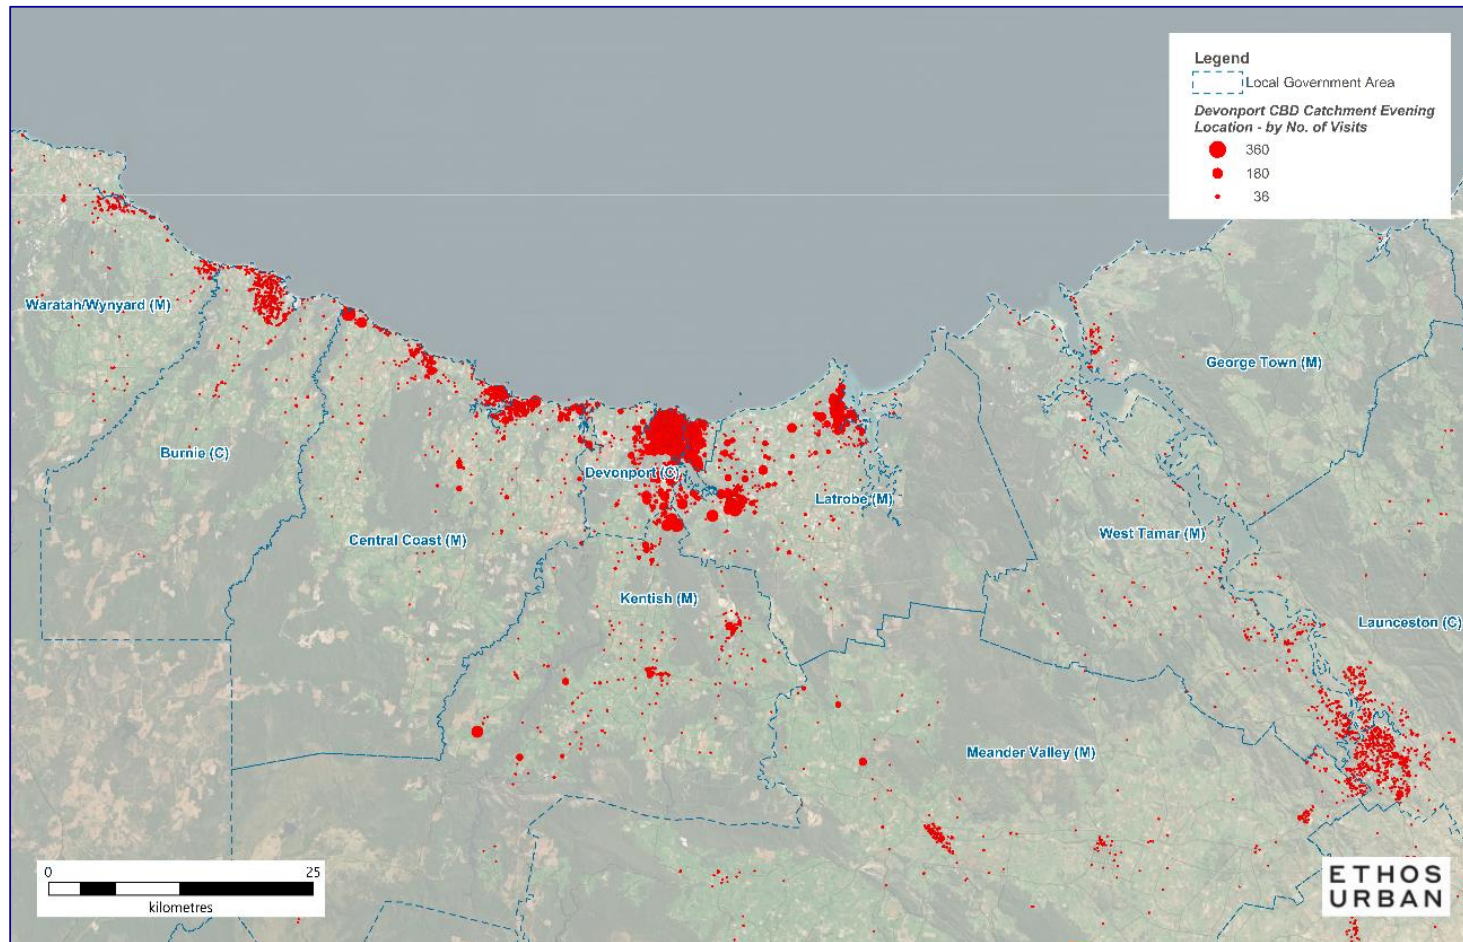 Legend
Local Government Area
Devonport CBD Catchment Evening
Location - by No. of Visits
360
180
36
Waratah/Wynyard (M)
George Town (M)
Burnie (C)
Devonport (C)
Latrobe (M)
Central Coast (M)
West Tamar (M)
Kentish (M)
Launceston (C)
Meander Valley (M)
0 25
kilometres
ETHOS
URBAN